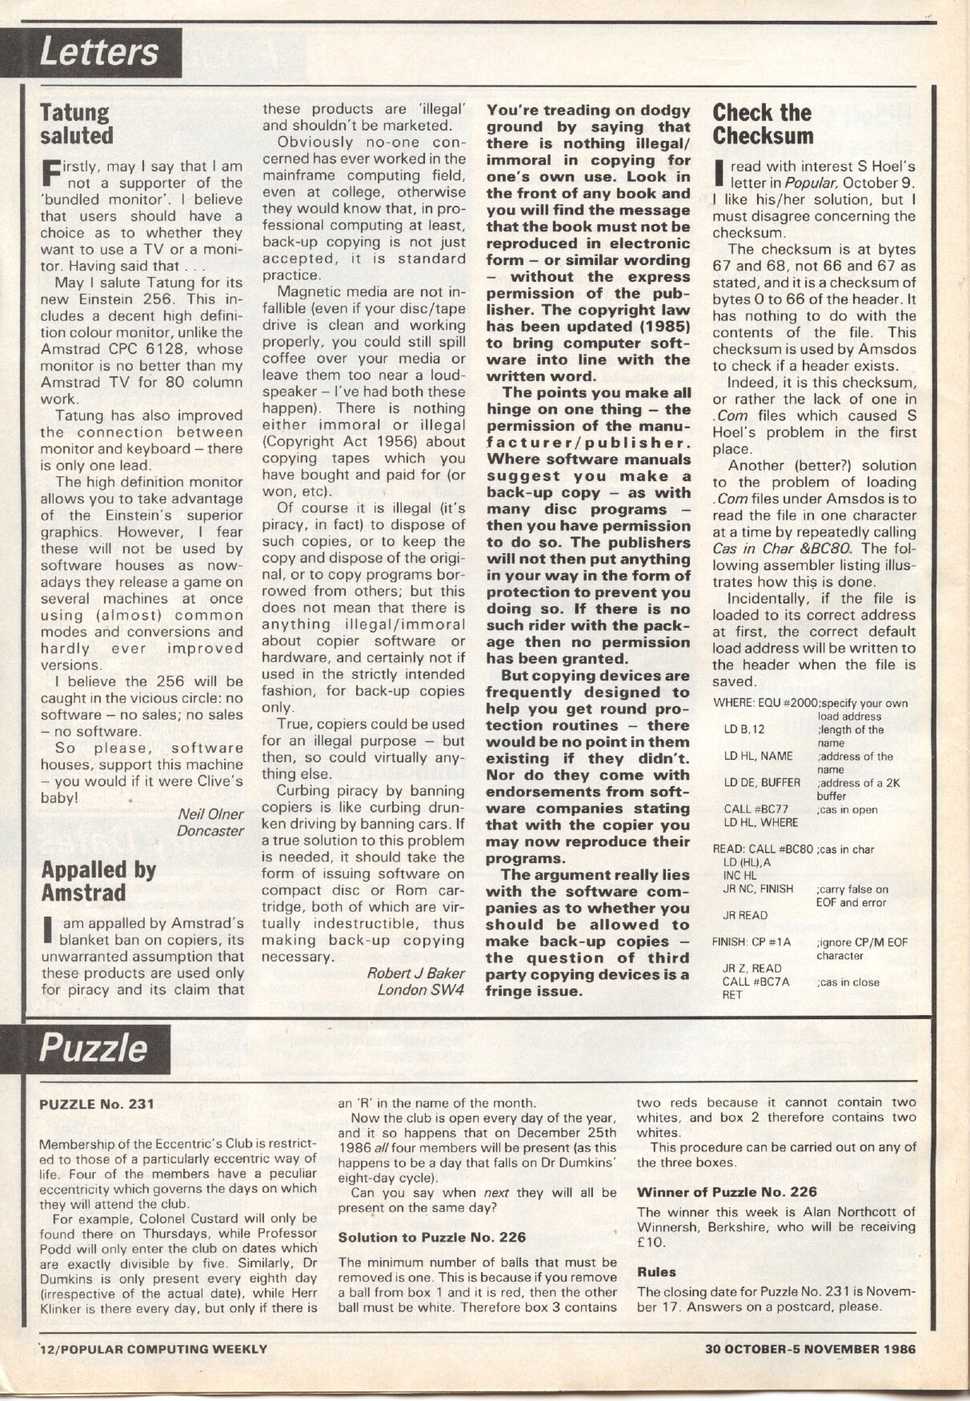 Letters
Tatung
saluted
Firstly, may I say that I am
not a supporter of the
'bundled monitor'. I believe
that users should have a
choice as to whether they
want to use a TV or a moni-
tor. Having said that . . .
May I salute Tatung for its
new Einstein 256. This in-
cludes a decent high defini-
tion colour monitor, unlike the
Amstrad CPC 6128, whose
monitor is no better than my
Amstrad TV for 80 column
work.
Tatung has also improved
the connection between
monitor and keyboard – there
is only one lead.
The high definition monitor
allows you to take advantage
of the Einstein's superior
graphics. However, I fear
these will not be used by
software houses as now-
adays they release a game on
several machines at once
using (almost) common
modes and conversions and
hardly ever improved
versions.
I believe the 256 will be
caught in the vicious circle: no
software – no sales; no sales
– no software.
So please, software
houses, support this machine
– you would if it were Clive's
baby!
Neil Olner
Doncaster
Appalled by
Amstrad
I am appalled by Amstrad's
blanket ban on copiers, its
unwarranted assumption that
these products are used only
for piracy and its claim that
these products are 'illegal'
and shouldn't be marketed.
Obviously no-one con-
cerned has ever worked in the
mainframe computing field,
even at college, otherwise
they would know that, in pro-
fessional computing at least,
back-up copying is not just
accepted, it is standard
practice.
Magnetic media are not in-
fallible (even if your disc/tape
drive is clean and working
properly, you could still spill
coffee over your media or
leave them too near a loud-
speaker – I've had both these
happen). There is nothing
either immoral or illegal
(Copyright Act 1956) about
copying tapes which you
have bought and paid for (or
won, etc).
Of course it is illegal (it's
piracy, in fact) to dispose of
such copies, or to keep the
copy and dispose of the origi-
nal, or to copy programs bor-
rowed from others; but this
does not mean that there is
anything illegal/immoral
about copier software or
hardware, and certainly not if
used in the strictly intended
fashion, for back-up copies
only.
True, copiers could be used
for an illegal purpose – but
then, so could virtually any-
thing else.
Curbing piracy by banning
copiers is like curbing drun-
ken driving by banning cars. If
a true solution to this problem
is needed, it should take the
form of issuing software on
compact disc or Rom car-
tridge, both of which are vir-
tually indestructible, thus
making back-up copying
necessary.
Robert J Baker
London SW4
You're treading on dodgy
ground by saying that
there is nothing illegal/
immoral in copying for
one's own use. Look in
the front of any book and
you will find the message
that the book must not be
reproduced in electronic
form – or similar wording
– without the express
permission of the pub-
lisher. The copyright law
has been updated (1985)
to bring computer soft-
ware into line with the
written word.
The points you make all
hinge on one thing – the
permission of the manu-
facturer/publisher.
Where software manuals
suggest you make a
back-up copy – as with
many disc programs –
then you have permission
to do so. The publishers
will not then put anything
in your way in the form of
protection to prevent you
doing so. If there is no
such rider with the pack-
age then no permission
has been granted.
But copying devices are
frequently designed to
help you get round pro-
tection routines – there
would be no point in them
existing if they didn't.
Nor do they come with
endorsements from soft-
ware companies stating
that with the copier you
may now reproduce their
programs.
The argument really lies
with the software com-
panies as to whether you
should be allowed to
make back-up copies –
the question of third
party copying devices is a
fringe issue.
Check the
Checksum
I read with interest S Hoel's
letter in Popular, October 9.
I like his/her solution, but I
must disagree concerning the
checksum.
The checksum is at bytes
67 and 68, not 66 and 67 as
stated, and it is a checksum of
bytes 0 to 66 of the header. It
has nothing to do with the
contents of the file. This
checksum is used by Amsdos
to check if a header exists.
Indeed, it is this checksum,
or rather the lack of one in
.Com files which caused S
Hoel's problem in the first
place.
Another (better?) solution
to the problem of loading
.Com files under Amsdos is to
read the file in one character
at a time by repeatedly calling
Cas in Char &BC80. The fol-
lowing assembler listing illus-
trates how this is done.
Incidentally, if the file is
loaded to its correct address
at first, the correct default
load address will be written to
the header when the file is
saved.
WHERE: EQU #2000;specify your own
load address
LD B, 12 ;length of the
name
LD HL, NAME ;address of the
name
LD DE, BUFFER ;address of a 2K
buffer
CALL #BC77 ;cas in open
LD HL, WHERE
READ: CALL #BC80 ;cas in char
LD (HL),A
INC HL
JR NC, FINISH ;carry false on
EOF and error
JR READ
FINISH: CP #1A ;ignore CP/M EOF
character
JR Z, READ
CALL #BC7A ;cas in close
RET
Puzzle
PUZZLE No. 231
Membership of the Eccentric's Club is restrict-
ed to those of a particularly eccentric way of
life. Four of the members have a peculiar
eccentricity which governs the days on which
they will attend the club.
For example, Colonel Custard will only be
found there on Thursdays, while Professor
Podd will only enter the club on dates which
are exactly divisible by five. Similarly, Dr
Dumkins is only present every eighth day
(irrespective of the actual date), while Herr
Klinker is there every day, but only if there is
an 'R' in the name of the month.
Now the club is open every day of the year,
and it so happens that on December 25th
1986 all four members will be present (as this
happens to be a day that falls on Dr Dumkins'
eight-day cycle).
Can you say when next they will all be
present on the same day?
Solution to Puzzle No. 226
The minimum number of balls that must be
removed is one. This is because if you remove
a ball from box 1 and it is red, then the other
ball must be white. Therefore box 3 contains
two reds because it cannot contain two
whites, and box 2 therefore contains two
whites.
This procedure can be carried out on any of
the three boxes.
Winner of Puzzle No. 226
The winner this week is Alan Northcott of
Winnersh, Berkshire, who will be receiving
£10.
Rules
The closing date for Puzzle No. 231 is Novem-
ber 17. Answers on a postcard, please.
12/POPULAR COMPUTING WEEKLY
30 OCTOBER-5 NOVEMBER 1986